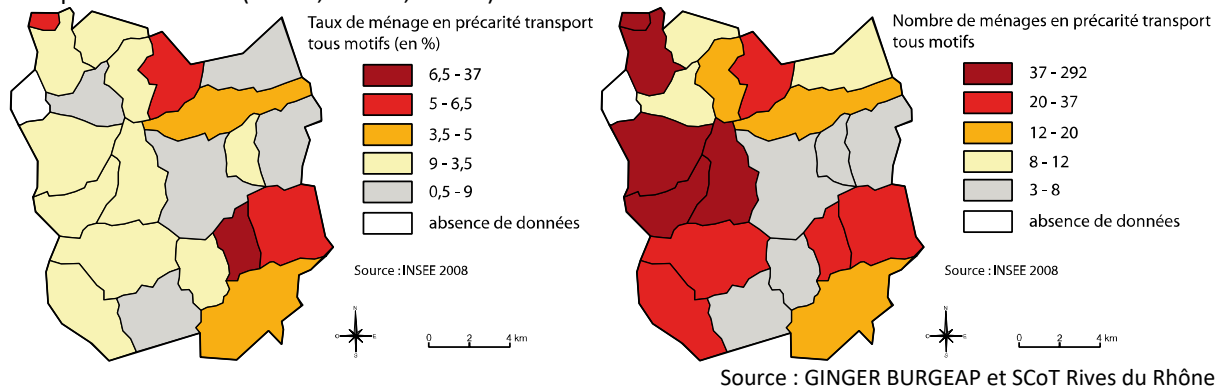 Taux de ménage en précarité transport
tous motifs (en %)
6,5 - 37
5 - 6,5
3,5 - 5
9 - 3,5
0,5 - 9
absence de données
Source : INSEE 2008
N
E
S
0 2 4 km
Nombre de ménages en précarité transport
tous motifs
37 - 292
20 - 37
12 - 20
8 - 12
3 - 8
absence de données
Source : INSEE 2008
N
E
S
0 2 4 km
Source : GINGER BURGEAP et SCoT Rives du Rhône